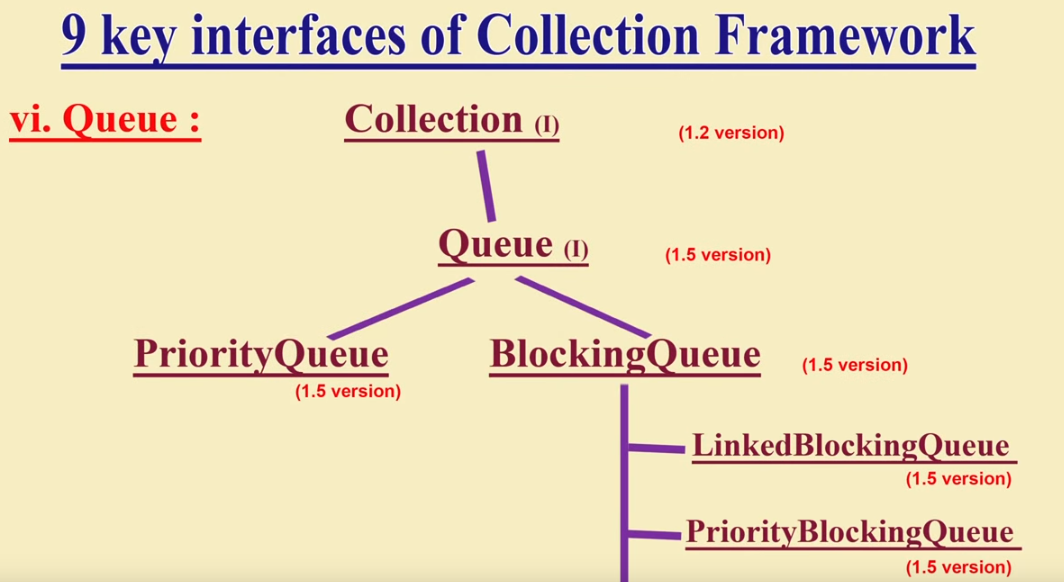 9 key interfaces of Collection Framework
vi. Queue :
Collection (I)
(1.2 version)
Queue (I)
(1.5 version)
PriorityQueue
(1.5 version)
BlockingQueue
(1.5 version)
LinkedBlockingQueue
(1.5 version)
PriorityBlockingQueue
(1.5 version)